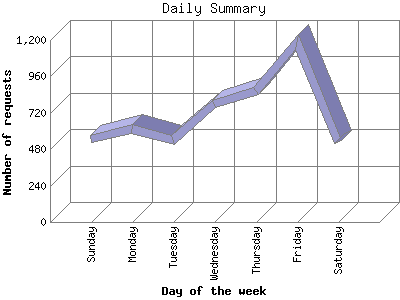 Daily Summary
Number of requests
1,200
960
720
480
240
0
Sunday
Monday
Tuesday
Wednesday
Thursday
Friday
Saturday
Day of the week